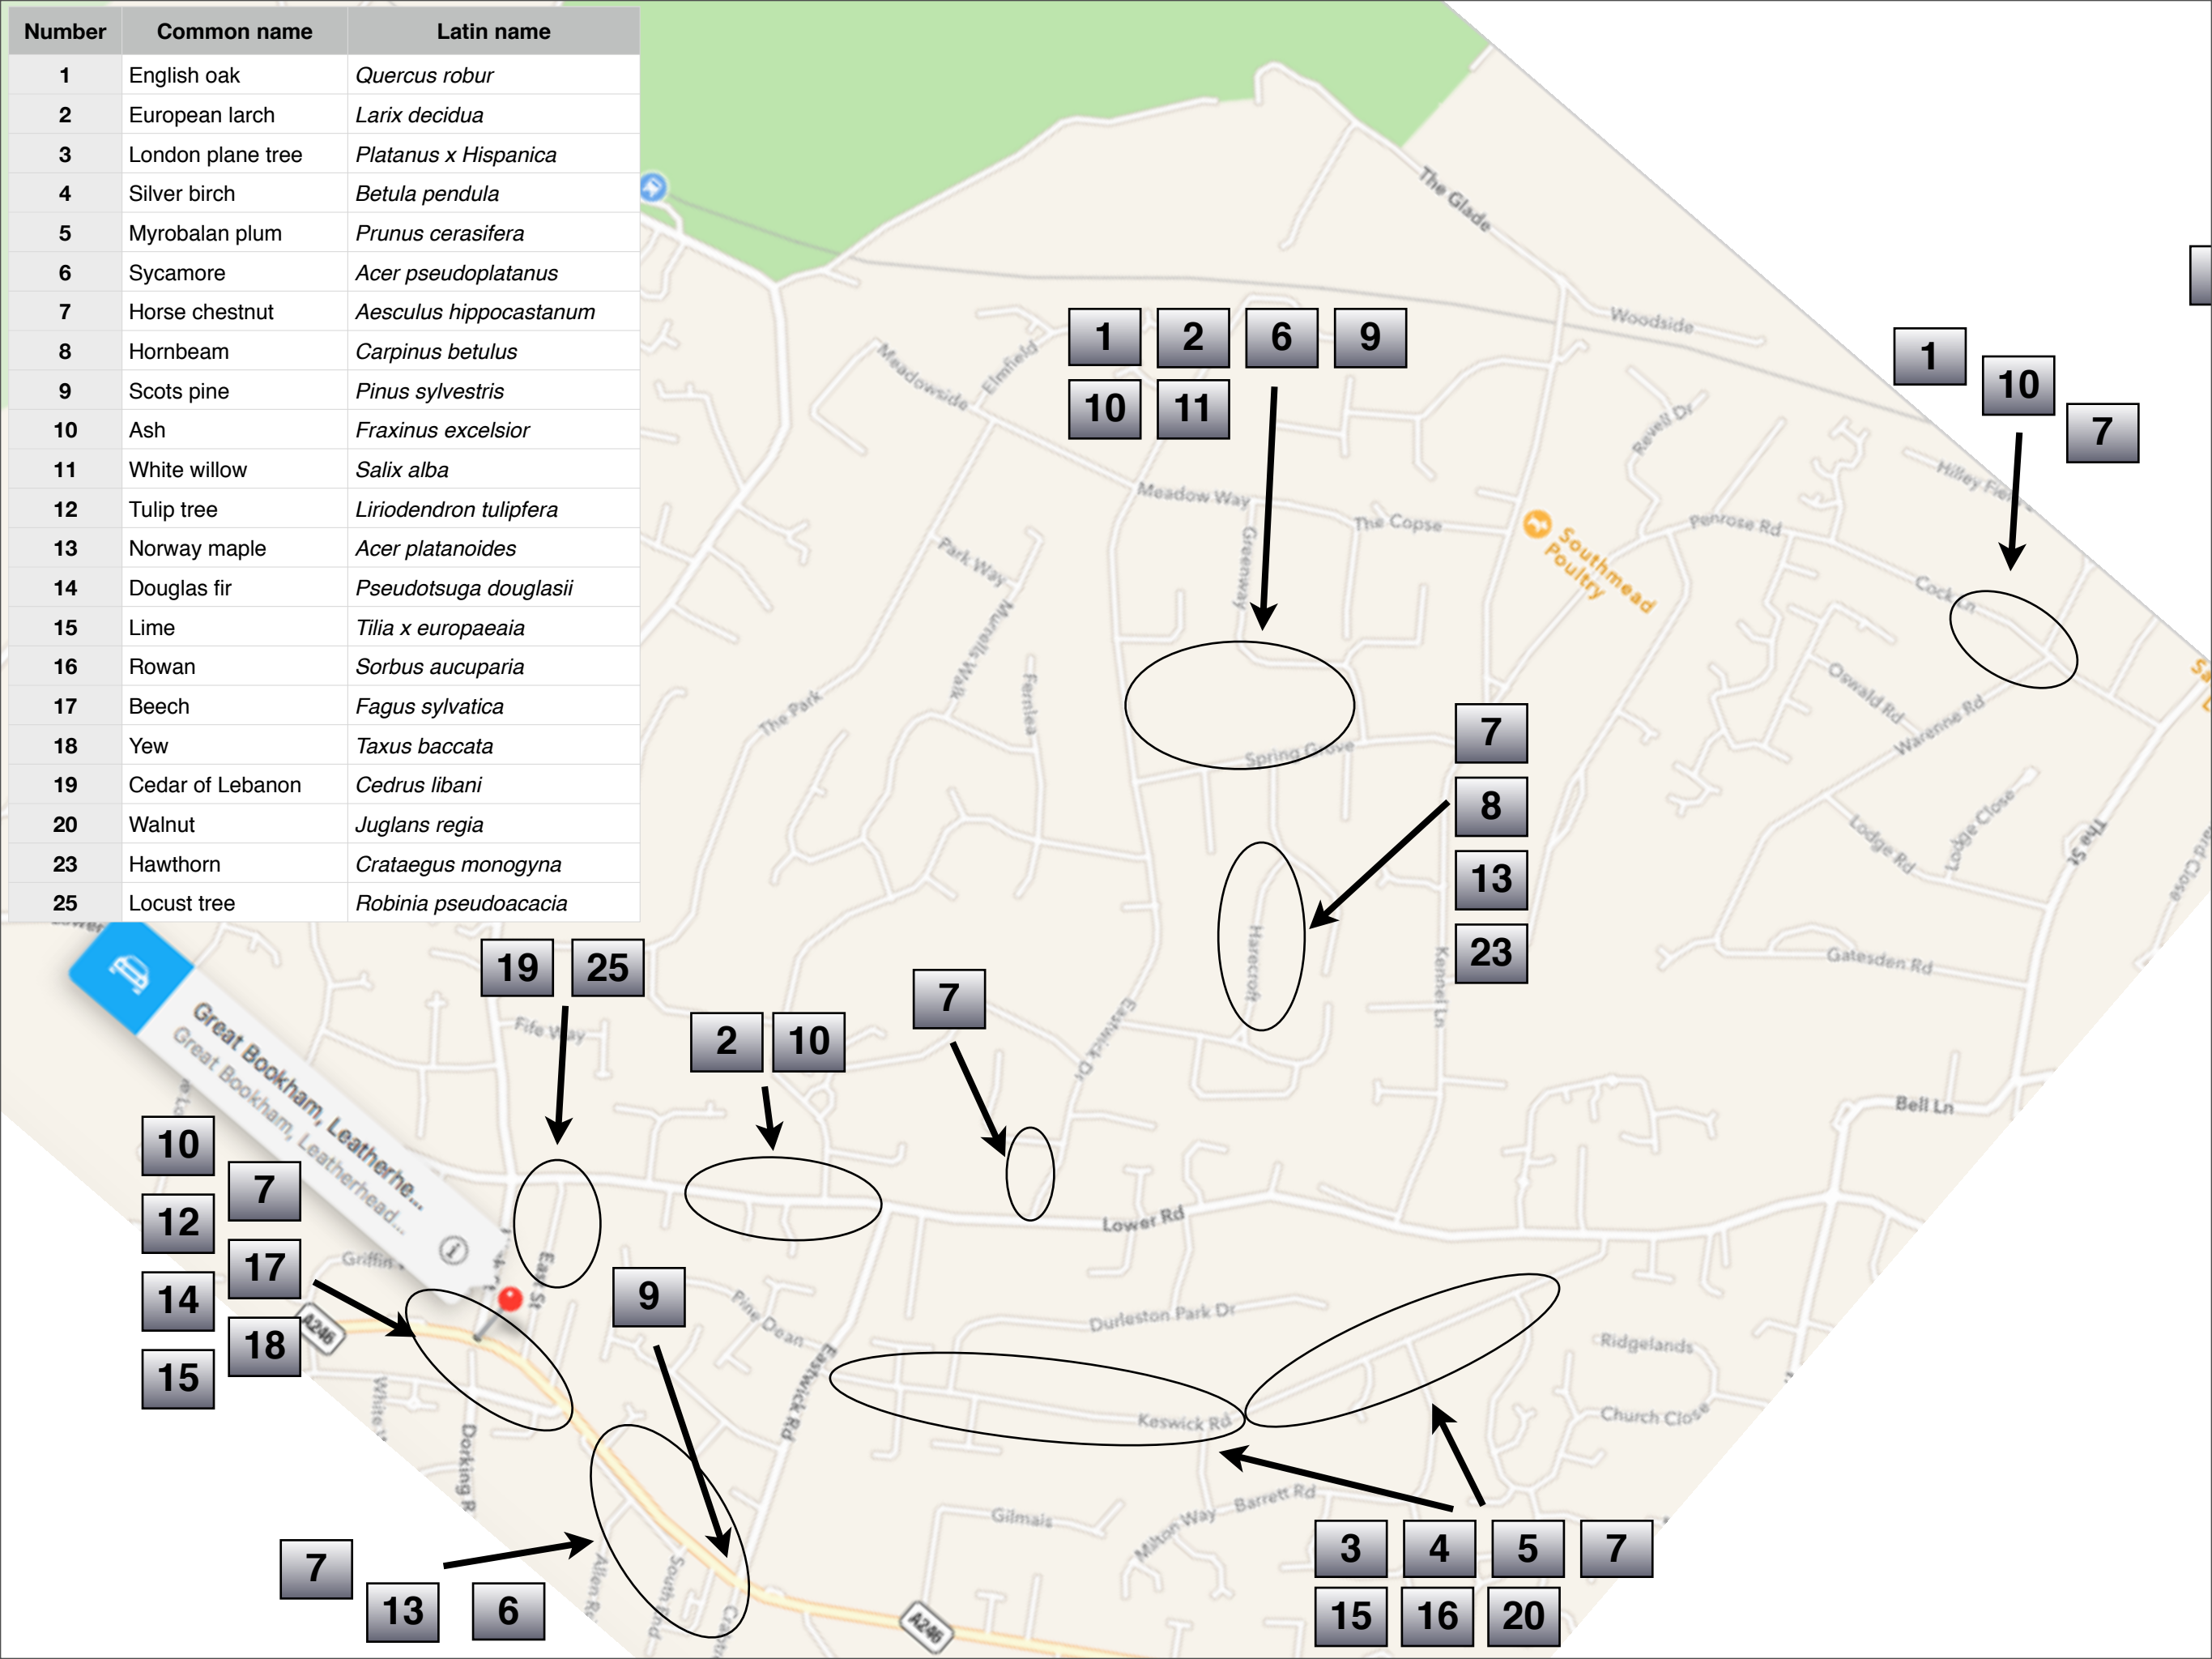 Number Common name Latin name
1 English oak Quercus robur
2 European larch Larix decidua
3 London plane tree Platanus x Hispanica
4 Silver birch Betula pendula
5 Myrobalan plum Prunus cerasifera
6 Sycamore Acer pseudoplatanus
7 Horse chestnut Aesculus hippocastanum
8 Hornbeam Carpinus betulus
9 Scots pine Pinus sylvestris
10 Ash Fraxinus excelsior
11 White willow Salix alba
12 Tulip tree Liriodendron tulipfera
13 Norway maple Acer platanoides
14 Douglas fir Pseudotsuga douglasii
15 Lime Tilia x europaeaia
16 Rowan Sorbus aucuparia
17 Beech Fagus sylvatica
18 Yew Taxus baccata
19 Cedar of Lebanon Cedrus libani
20 Walnut Juglans regia
23 Hawthorn Crataegus monogyna
25 Locust tree Robinia pseudoacacia
The Glade
Woodside
1 2 6 9
10 11
1
10
7
Meadowside
Elmfield
Revell Dr
Hilley Field
Meadow Way
The Copse
Penrose Rd
Southmead
Poultry
Greenway
Park Way
Murrells Walk
Cock Ln
Fernlea
The Park
Oswald Rd
Warenne Rd
Spring Grove
7
8
13
23
Lodge Rd
Lodge Close
The St
Harecroft
Kennel Ln
Gatesden Rd
Lower
19 25
7
Fife Way
2 10
Eastwick Dr
Great Bookham, Leatherhe...
Great Bookham, Leatherhead...
Bell Ln
10
7
12
17
14
18
15
Lower Rd
Griffin
East St
9
A246
Pine Dean
Durleston Park Dr
Eastwick Rd
Ridgelands
Keswick Rd
Church Close
Dorking R
Gilmais
Milton Way
Barrett Rd
7
13 6
Allen Rd
South End
A246
3 4 5 7
15 16 20